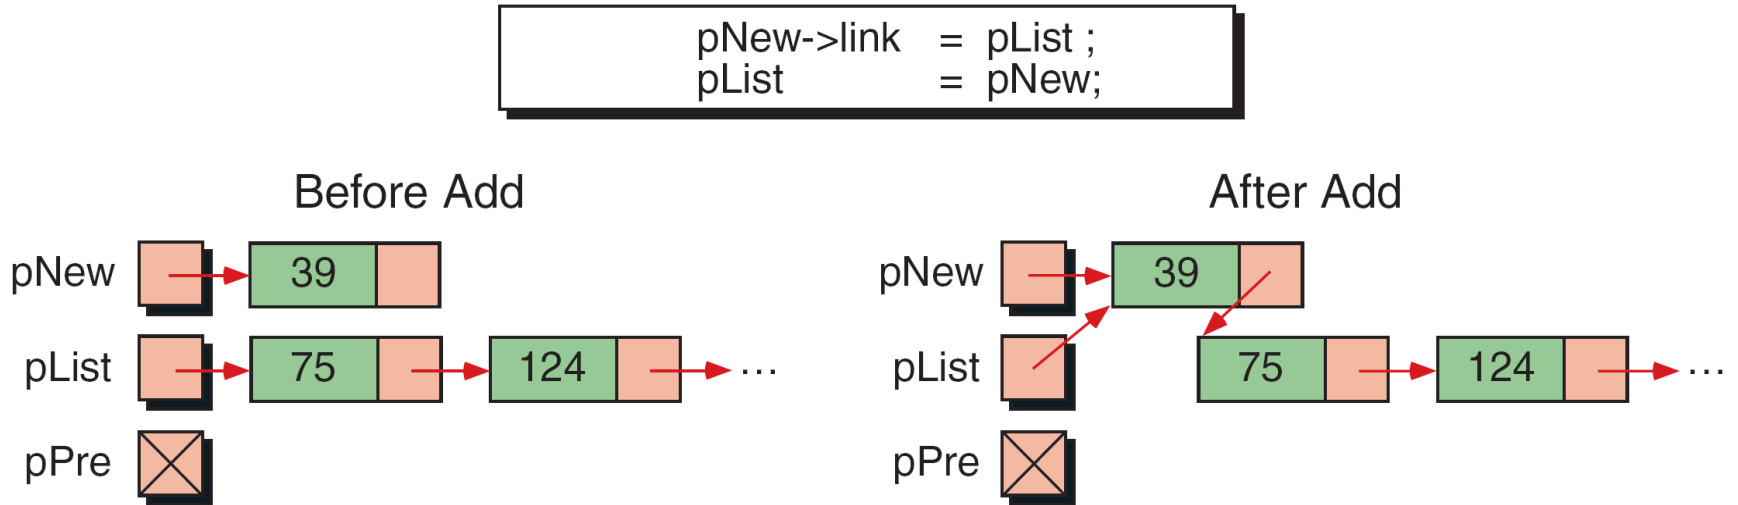 pNew->link = pList ;
pList = pNew;
Before Add
After Add
pNew 39
pNew 39
pList 75 124 ...
pList 75 124 ...
pPre
pPre